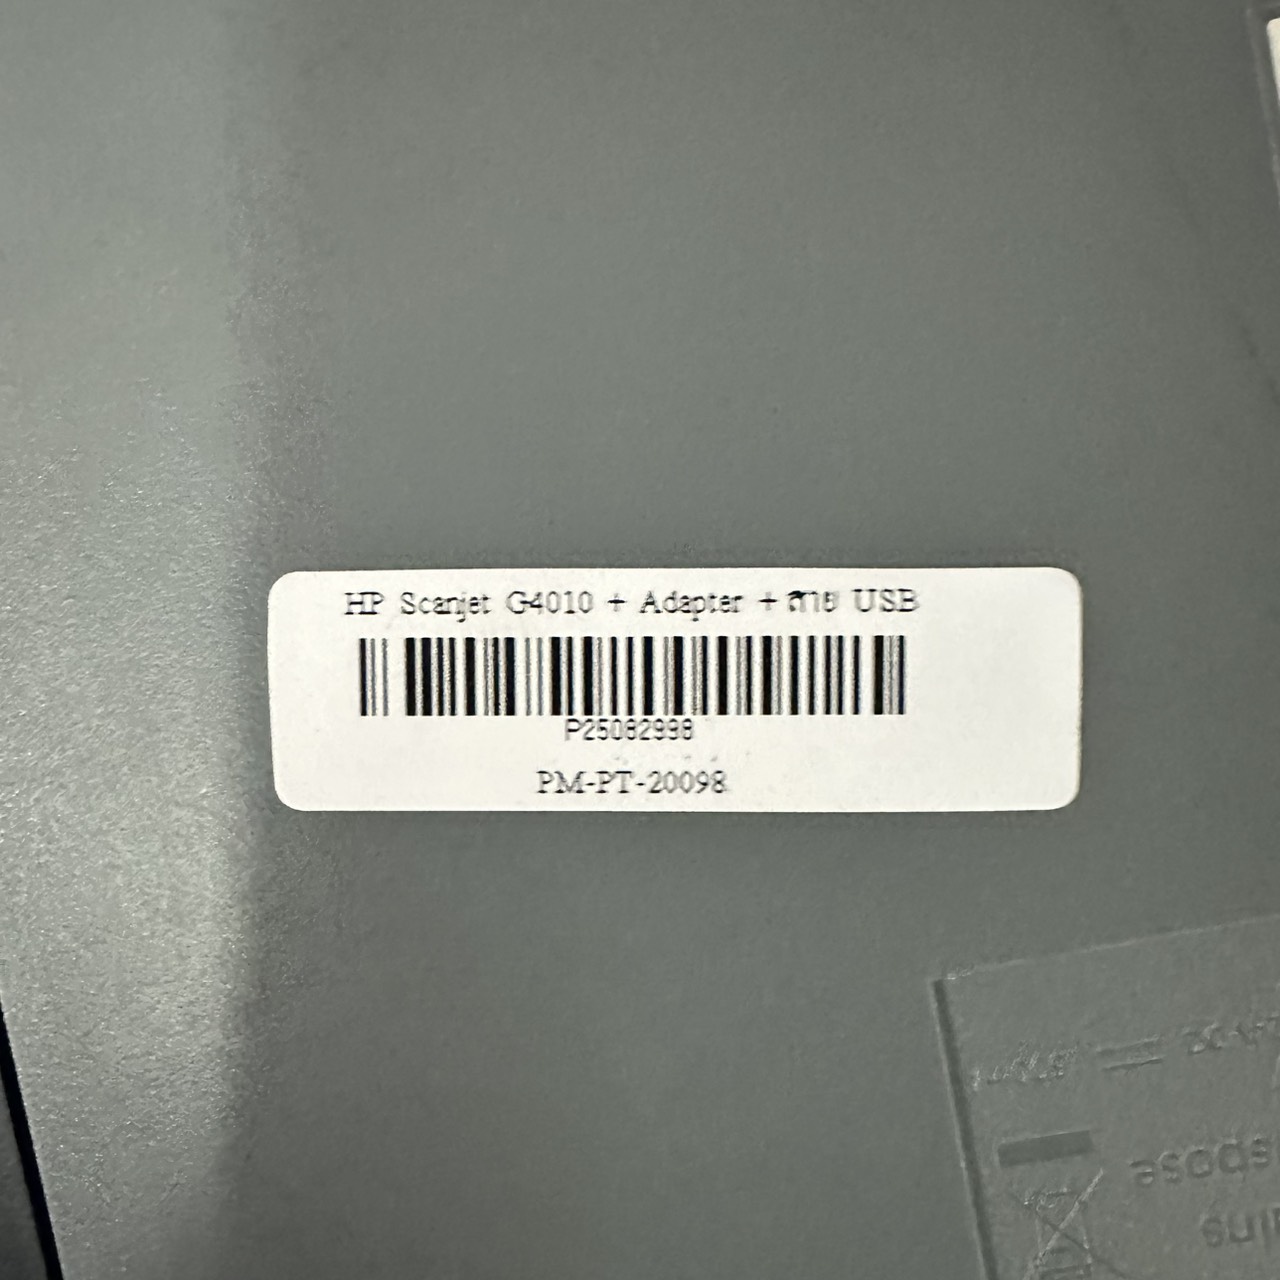 HP Scanjet G4010 + Adapter + สาย USB
P25082998
PM-PT-20098